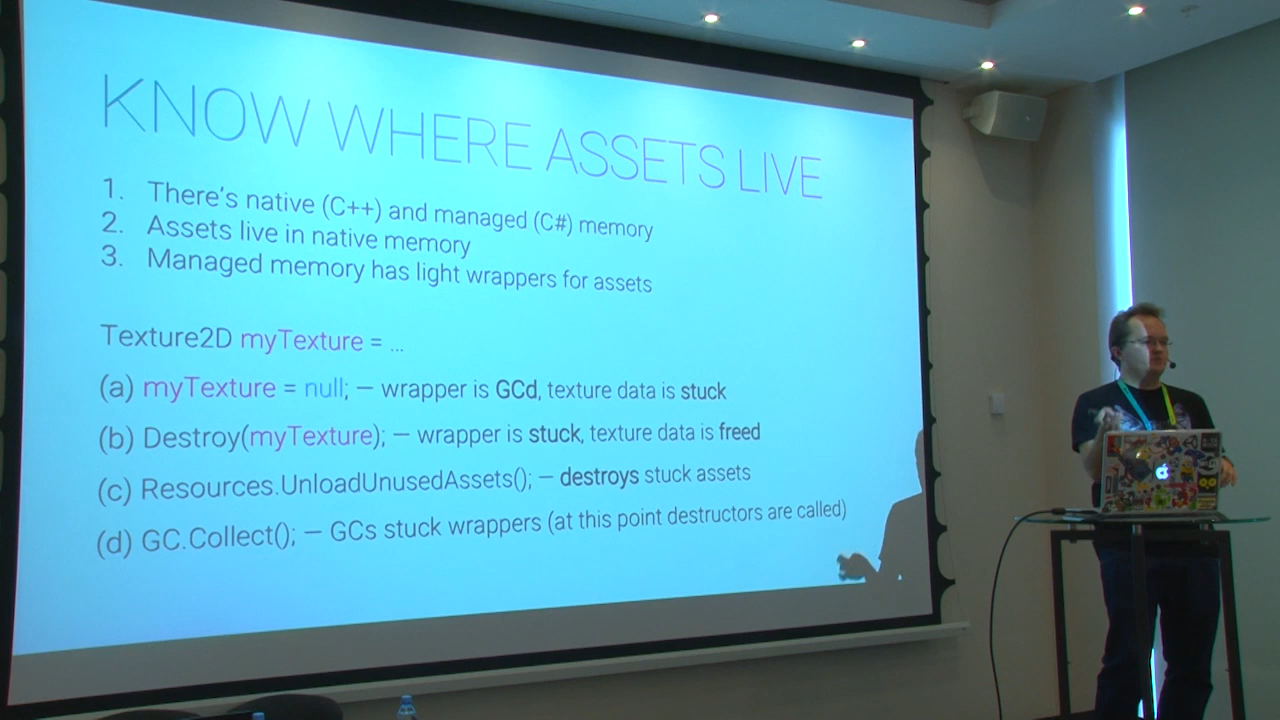 KNOW WHERE ASSETS LIVE
1. There's native (C++) and managed (C#) memory
2. Assets live in native memory
3. Managed memory has light wrappers for assets
Texture2D myTexture = ...
(a) myTexture = null; — wrapper is GCd, texture data is stuck
(b) Destroy(myTexture); — wrapper is stuck, texture data is freed
(c) Resources.UnloadUnusedAssets(); — destroys stuck assets
(d) GC.Collect(); — GCs stuck wrappers (at this point destructors are called)